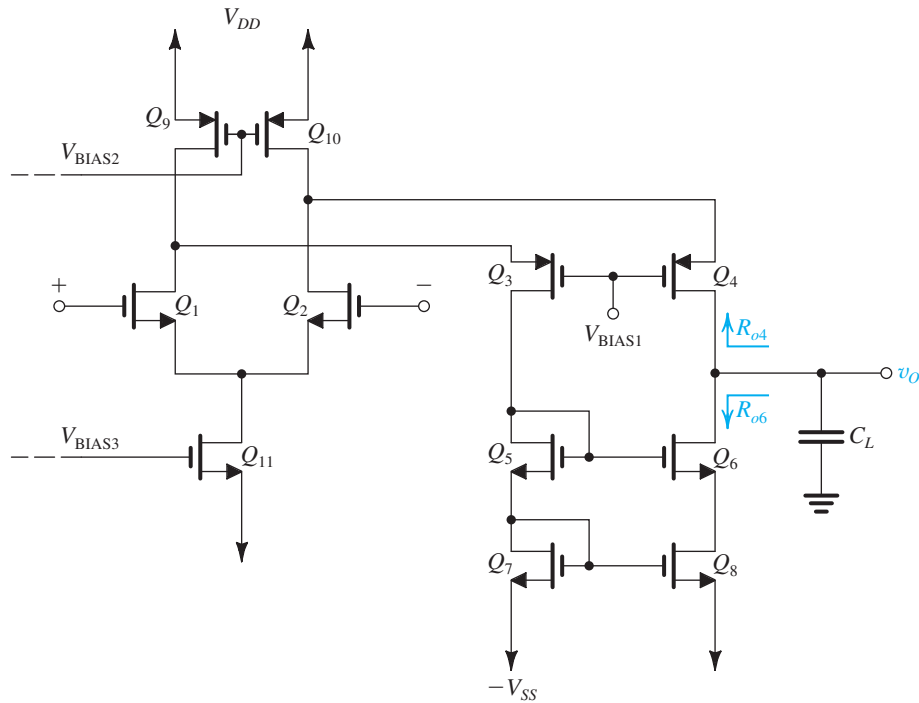 V_DD
Q_9
Q_10
V_BIAS2
Q_3
Q_4
+
Q_1
Q_2
−
V_BIAS1
R_o4
v_O
R_o6
V_BIAS3
Q_11
C_L
Q_5
Q_6
Q_7
Q_8
−V_SS